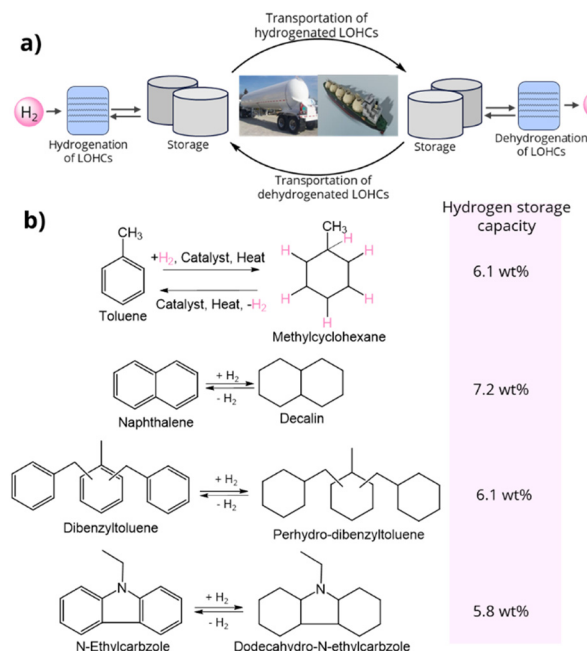 a)
Transportation of
hydrogenated LOHCs
H2
Hydrogenation
of LOHCs
Storage
Storage
Dehydrogenation
of LOHCs
Transportation of
dehydrogenated LOHCs
b)
Hydrogen storage
capacity
CH3
+H2, Catalyst, Heat
Catalyst, Heat, -H2
Toluene
CH3
H
H
H
H
H
H
Methylcyclohexane
6.1 wt%
+ H2
- H2
Naphthalene
Decalin
7.2 wt%
+ H2
- H2
Dibenzyltoluene
Perhydro-dibenzyltoluene
6.1 wt%
N
+ H2
- H2
N
N-Ethylcarbzole
Dodecahydro-N-ethylcarbzole
5.8 wt%